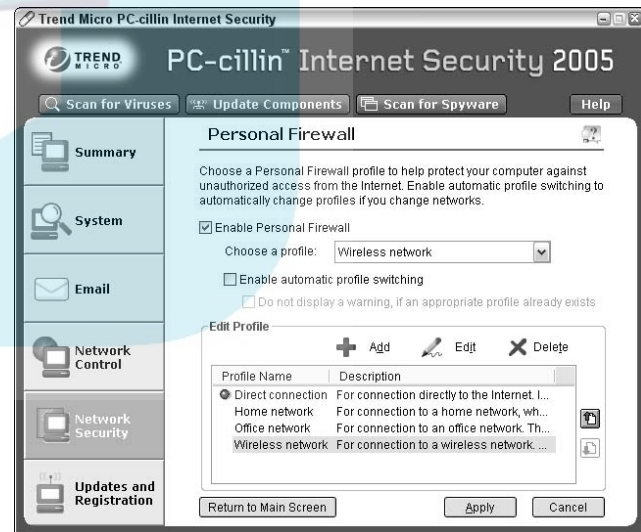 Trend Micro PC-cillin Internet Security
TREND MICRO
PC-cillin™ Internet Security 2005
Scan for Viruses
Update Components
Scan for Spyware
Help
Summary
System
Email
Network Control
Network Security
Updates and Registration
Personal Firewall
Choose a Personal Firewall profile to help protect your computer against
unauthorized access from the Internet. Enable automatic profile switching to
automatically change profiles if you change networks.
Enable Personal Firewall
Choose a profile: Wireless network
Enable automatic profile switching
Do not display a warning, if an appropriate profile already exists
Edit Profile
Add Edit Delete
Profile Name Description
Direct connection For connection directly to the Internet. I...
Home network For connection to a home network, wh...
Office network For connection to an office network. Th...
Wireless network For connection to a wireless network. ...
Return to Main Screen
Apply
Cancel